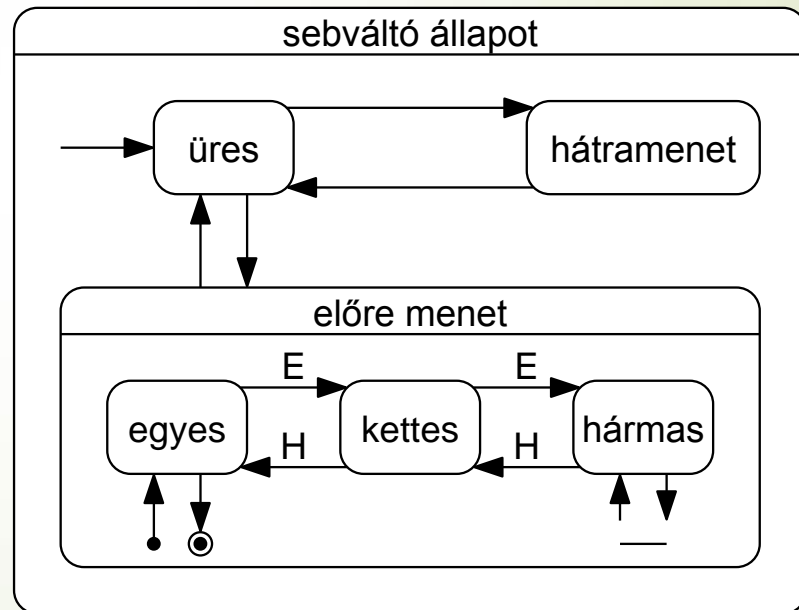 sebváltó állapot
üres
hátramenet
előre menet
E
E
egyes
kettes
hármas
H
H